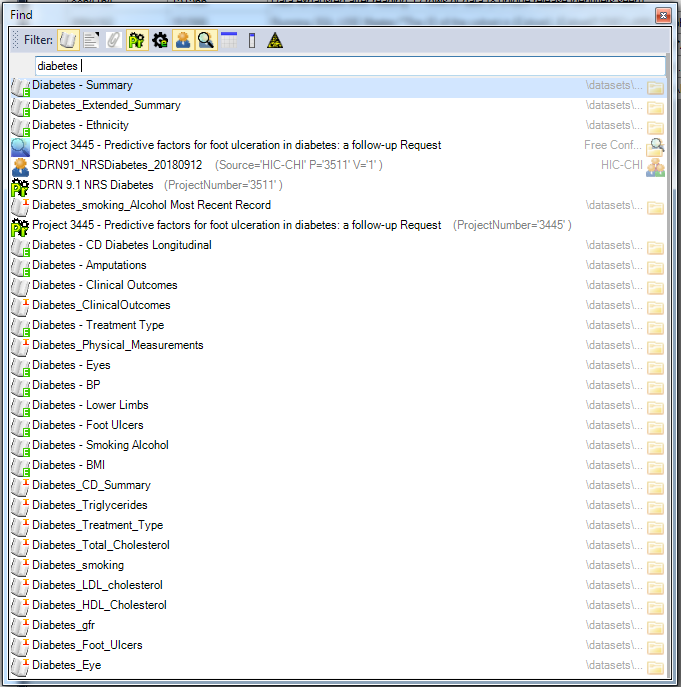 Find
Filter:
diabetes
Diabetes - Summary \datasets\...
Diabetes_Extended_Summary \datasets\...
Diabetes - Ethnicity \datasets\...
Project 3445 - Predictive factors for foot ulceration in diabetes: a follow-up Request Free Conf...
SDRN91_NRSDiabetes_20180912 (Source='HIC-CHI' P='3511' V='1' ) HIC-CHI
SDRN 9.1 NRS Diabetes (ProjectNumber='3511' )
Diabetes_smoking_Alcohol Most Recent Record \datasets\...
Project 3445 - Predictive factors for foot ulceration in diabetes: a follow-up Request (ProjectNumber='3445' )
Diabetes - CD Diabetes Longitudinal \datasets\...
Diabetes - Amputations \datasets\...
Diabetes - Clinical Outcomes \datasets\...
Diabetes_ClinicalOutcomes \datasets\...
Diabetes - Treatment Type \datasets\...
Diabetes_Physical_Measurements \datasets\...
Diabetes - Eyes \datasets\...
Diabetes - BP \datasets\...
Diabetes - Lower Limbs \datasets\...
Diabetes - Foot Ulcers \datasets\...
Diabetes - Smoking Alcohol \datasets\...
Diabetes - BMI \datasets\...
Diabetes_CD_Summary \datasets\...
Diabetes_Triglycerides \datasets\...
Diabetes_Treatment_Type \datasets\...
Diabetes_Total_Cholesterol \datasets\...
Diabetes_smoking \datasets\...
Diabetes_LDL_cholesterol \datasets\...
Diabetes_HDL_Cholesterol \datasets\...
Diabetes_gfr \datasets\...
Diabetes_Foot_Ulcers \datasets\...
Diabetes_Eye \datasets\...